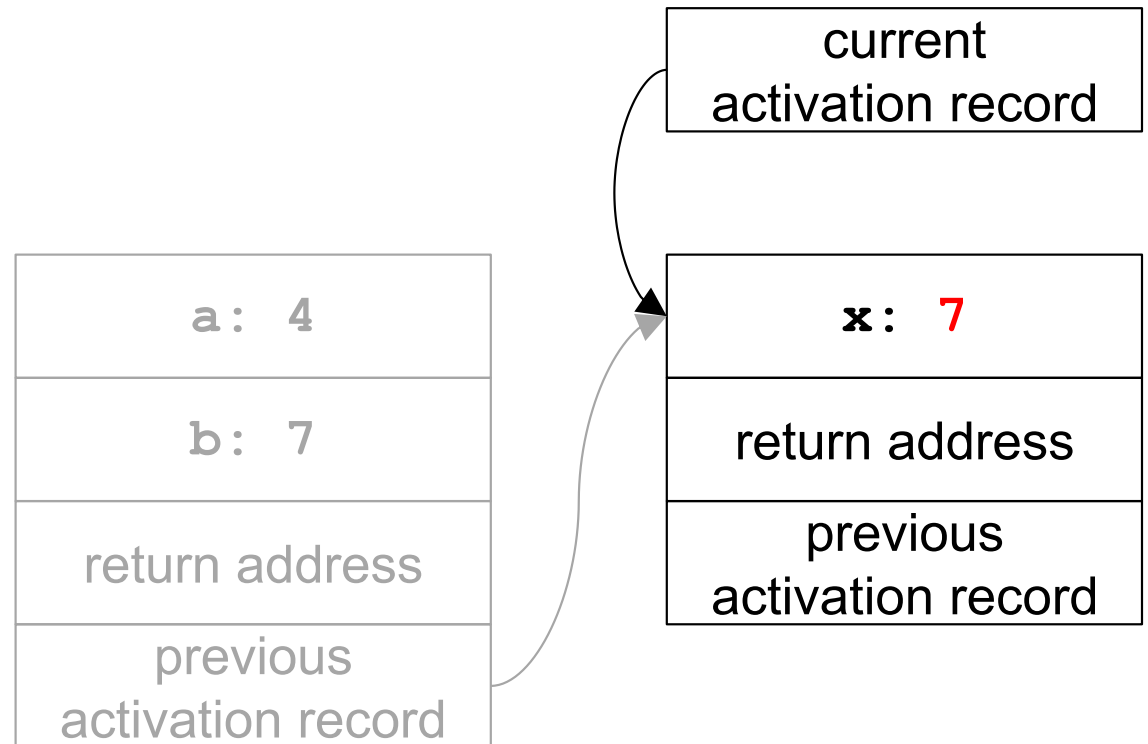 current
activation record
a: 4
b: 7
return address
previous
activation record
x: 7
return address
previous
activation record